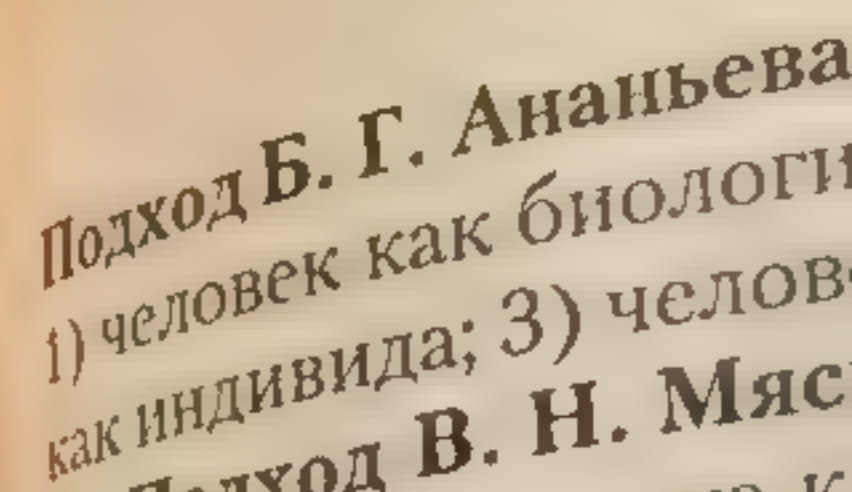 Подход Б. Г. Ананьева
1) человек как биологи
как индивида; 3) челов
Подход В. Н. Мяс
к